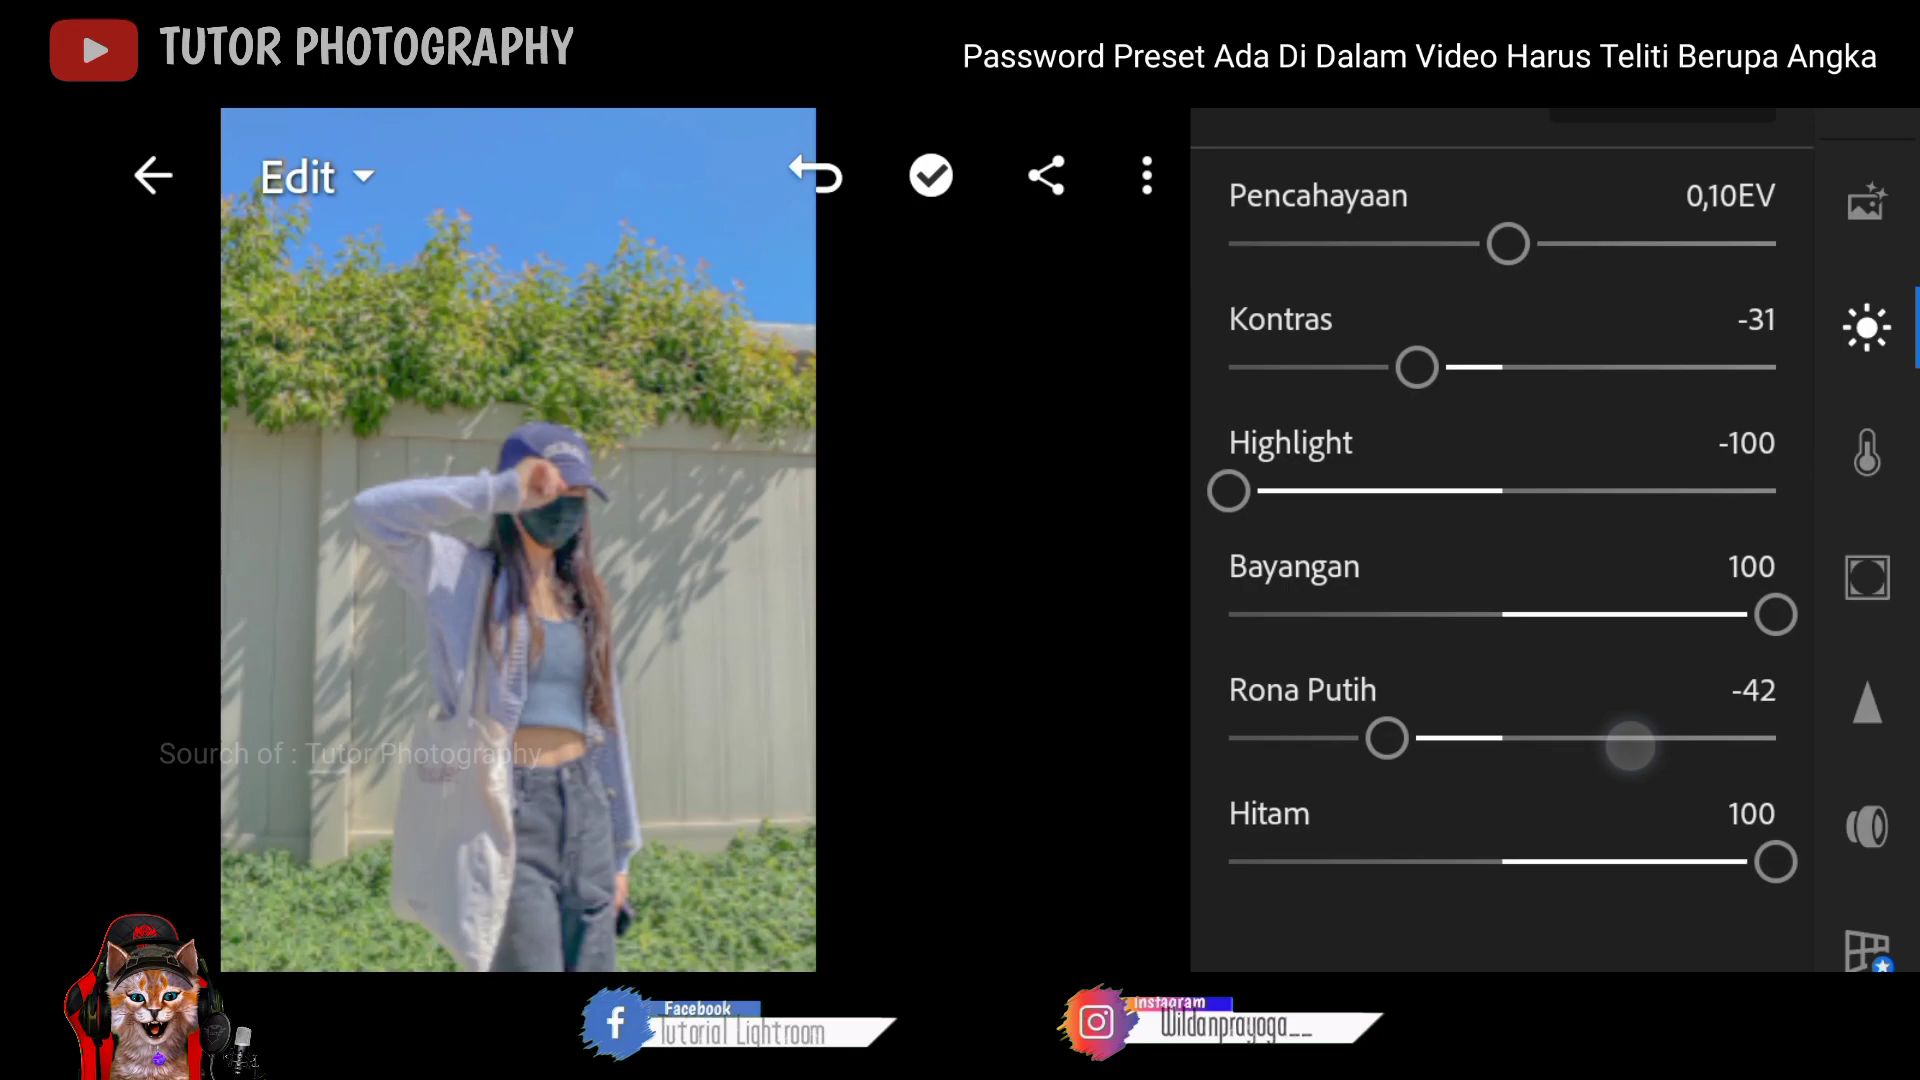 TUTOR PHOTOGRAPHY
Password Preset Ada Di Dalam Video Harus Teliti Berupa Angka
Edit
Pencahayaan 0,10EV
Kontras -31
Highlight -100
Bayangan 100
Rona Putih -42
Hitam 100
Sourch of : Tutor Photography
Facebook
Tutorial Lightroom
Instagram
Wildanprayoga__